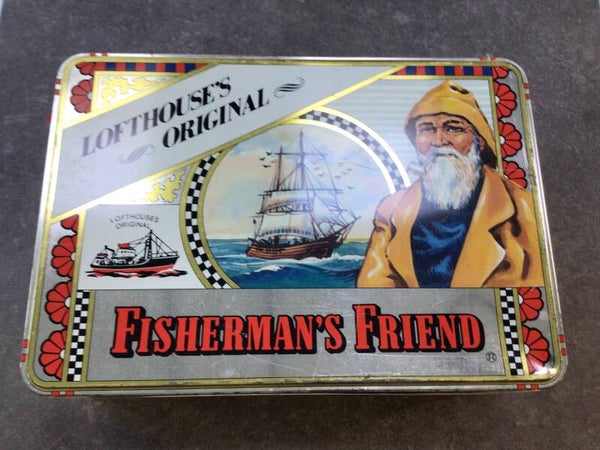 LOFTHOUSE'S
ORIGINAL
LOFTHOUSE'S
ORIGINAL
FISHERMAN'S FRIEND
®